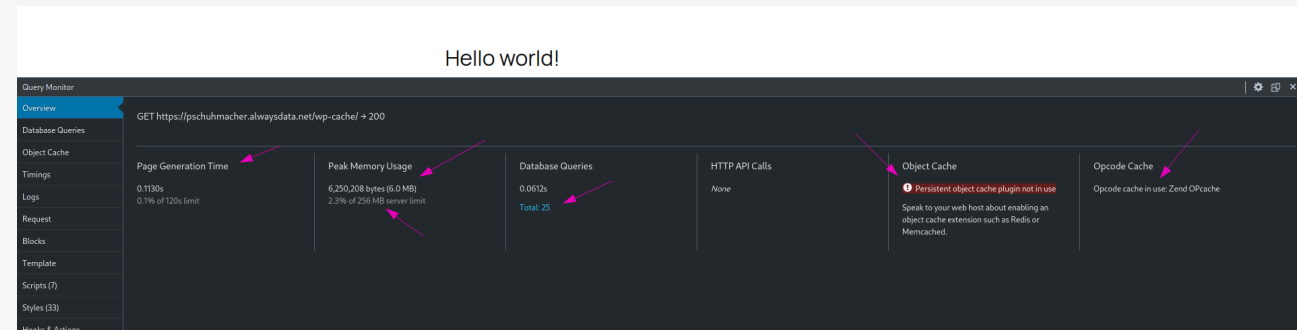 Hello world!
Query Monitor
Overview
Database Queries
Object Cache
Timings
Logs
Request
Blocks
Template
Scripts (7)
Styles (33)
Hooks & Actions
GET https://pschuhmacher.alwaysdata.net/wp-cache/ → 200
Page Generation Time
0.1130s
0.1% of 120s limit
Peak Memory Usage
6,250,208 bytes (6.0 MB)
2.3% of 256 MB server limit
Database Queries
0.0612s
Total: 25
HTTP API Calls
None
Object Cache
Persistent object cache plugin not in use
Speak to your web host about enabling an
object cache extension such as Redis or
Memcached.
Opcode Cache
Opcode cache in use: Zend OPcache